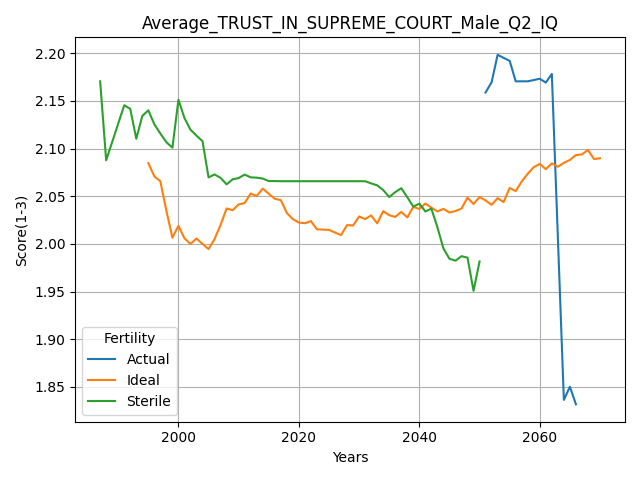 Average_TRUST_IN_SUPREME_COURT_Male_Q2_IQ
2.20
2.15
2.10
2.05
2.00
1.95
1.90
1.85
Score(1-3)
Fertility
Actual
Ideal
Sterile
2000
2020
2040
2060
Years